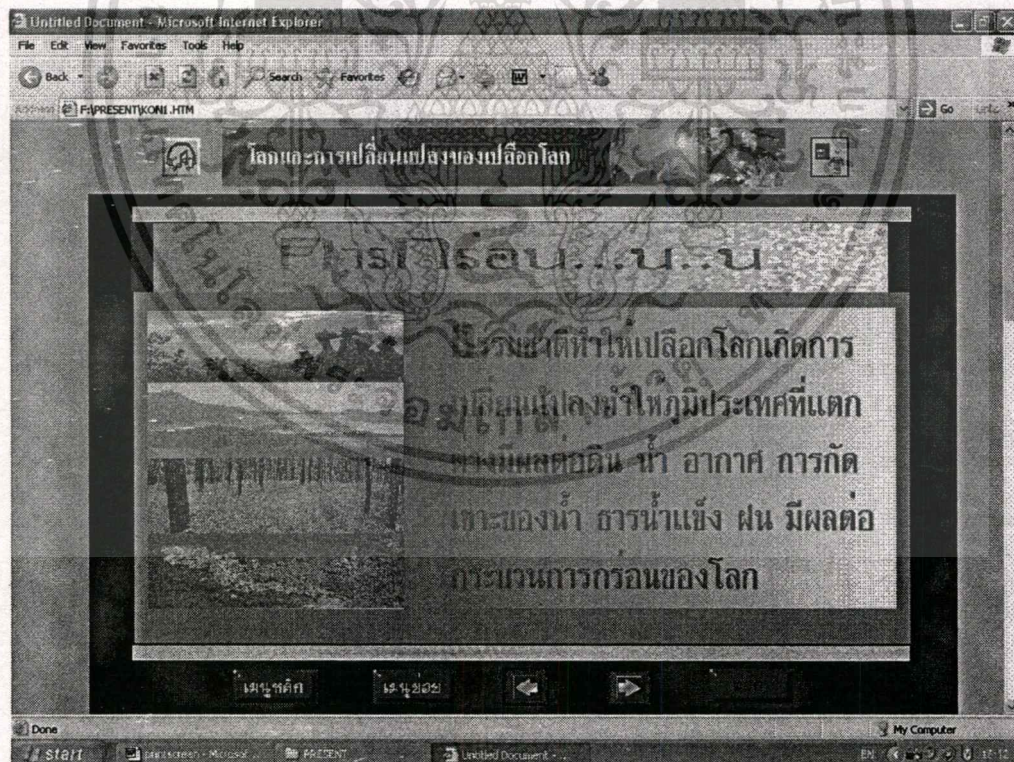 Untitled Document - Microsoft Internet Explorer
File Edit View Favorites Tools Help
Back Search Favorites
Address F:\PRESENT\KON1.HTM Go Links
โลกและการเปลี่ยนแปลงของเปลือกโลก
การกร่อน...น..น
ธรรมชาติทำให้เปลือกโลกเกิดการ
เปลี่ยนแปลงทำให้ภูมิประเทศที่แตก
ต่างมีผลต่อดิน น้ำ อากาศ การกัด
เซาะของน้ำ ธารน้ำแข็ง ฝน มีผลต่อ
กระบวนการกร่อนของโลก
เมนูหลัก เมนูย่อย
Done My Computer
start printscreen - Microsof... PRESENT Untitled Document - ... EN